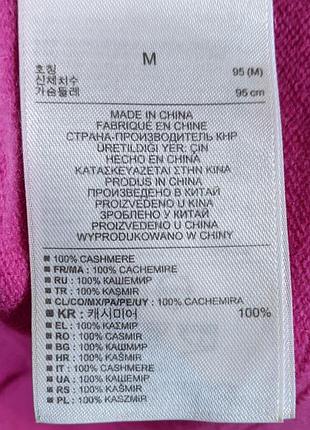 M
호칭 95 (M)
신체치수
가슴둘레 95 cm
MADE IN CHINA
FABRIQUÉ EN CHINE
СТРАНА-ПРОИЗВОДИТЕЛЬ КНР
ÜRETILDIGI YER: ÇIN
HECHO EN CHINA
ΚΑΤΑΣΚΕΥΑΖΕΤΑΙ ΣΤΗΝ ΚΙΝΑ
PRODUS IN CHINA
ПРОИЗВЕДЕНО В КИТАЙ
PROIZVEDENO U KINI
ЗРОБЛЕНО У КИТАЇ
PROIZVEDENO U KINI
WYPRODUKOWANO W CHINY
■ 100% CASHMERE
■ FR/MA : 100% CACHEMIRE
■ RU : 100% КАШЕМИР
■ TR : 100% KAŞMIR
■ CL/CO/MX/PA/PE/UY : 100% CACHEMIRA
■ KR : 캐시미어 100%
■ EL : 100% ΚΑΣΜΙΡ
■ RO : 100% CAȘMIR
■ BG : 100% КАШМИР
■ HR : 100% KAŠMIR
■ IT : 100% CASHMERE
■ UA : 100% КАШЕМІР
■ RS : 100% KAŠMIR
■ PL : 100% KASZMIR